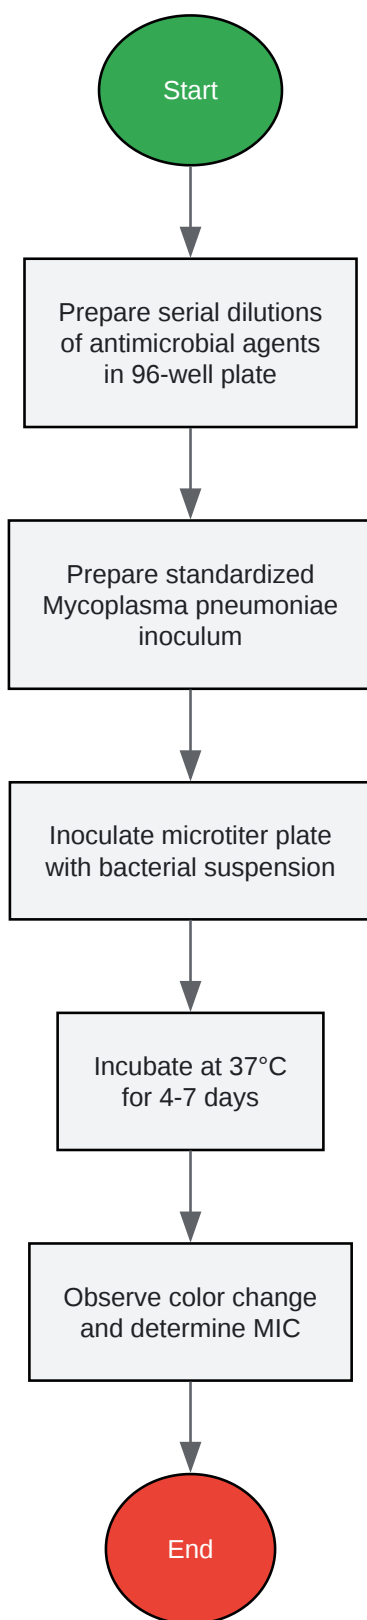 Start
Prepare serial dilutions
of antimicrobial agents
in 96-well plate
Prepare standardized
Mycoplasma pneumoniae
inoculum
Inoculate microtiter plate
with bacterial suspension
Incubate at 37°C
for 4-7 days
Observe color change
and determine MIC
End